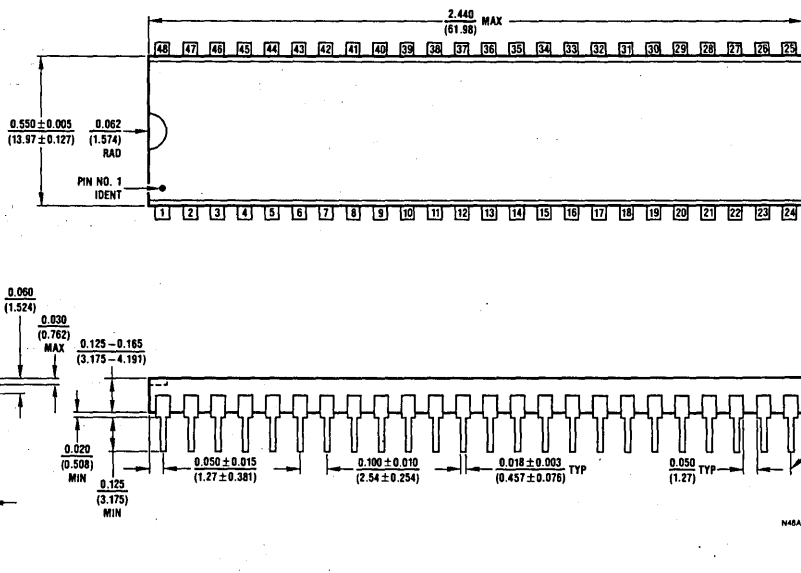 2.440 MAX
(61.98)
48 47 46 45 44 43 42 41 40 39 38 37 36 35 34 33 32 31 30 29 28 27 26 25
0.550 ± 0.005
(13.97 ± 0.127)
0.062
(1.574)
RAD
PIN NO. 1
IDENT
1 2 3 4 5 6 7 8 9 10 11 12 13 14 15 16 17 18 19 20 21 22 23 24
0.060
(1.524)
0.030
(0.762)
MAX
0.125 – 0.165
(3.175 – 4.191)
0.020
(0.508)
MIN
0.125
(3.175)
MIN
0.050 ± 0.015
(1.27 ± 0.381)
0.100 ± 0.010
(2.54 ± 0.254)
0.018 ± 0.003 TYP
(0.457 ± 0.076)
0.050 TYP
(1.27)
N48A